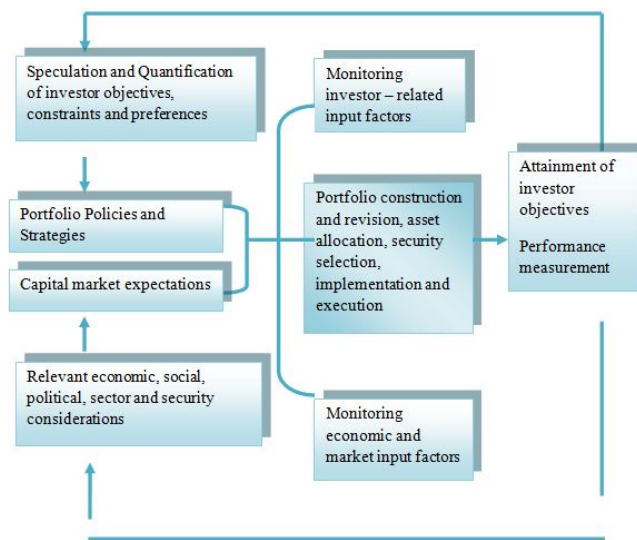 Speculation and Quantification
of investor objectives,
constraints and preferences
Monitoring
investor – related
input factors
Portfolio Policies and
Strategies
Capital market expectations
Portfolio construction
and revision, asset
allocation, security
selection,
implementation and
execution
Attainment of
investor
objectives
Performance
measurement
Relevant economic, social,
political, sector and security
considerations
Monitoring
economic and
market input factors